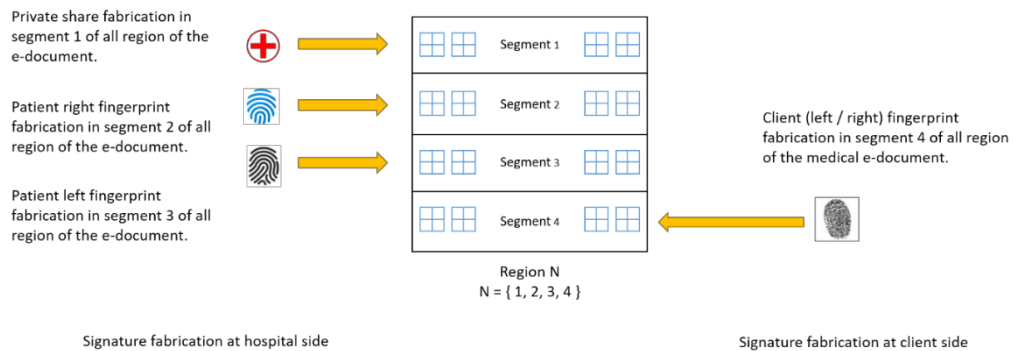 Private share fabrication in
segment 1 of all region of the
e-document.
Patient right fingerprint
fabrication in segment 2 of all
region of the e-document.
Patient left fingerprint
fabrication in segment 3 of all
region of the e-document.
Segment 1
Segment 2
Segment 3
Segment 4
Region N
N = { 1, 2, 3, 4 }
Client (left / right) fingerprint
fabrication in segment 4 of all region
of the medical e-document.
Signature fabrication at hospital side
Signature fabrication at client side